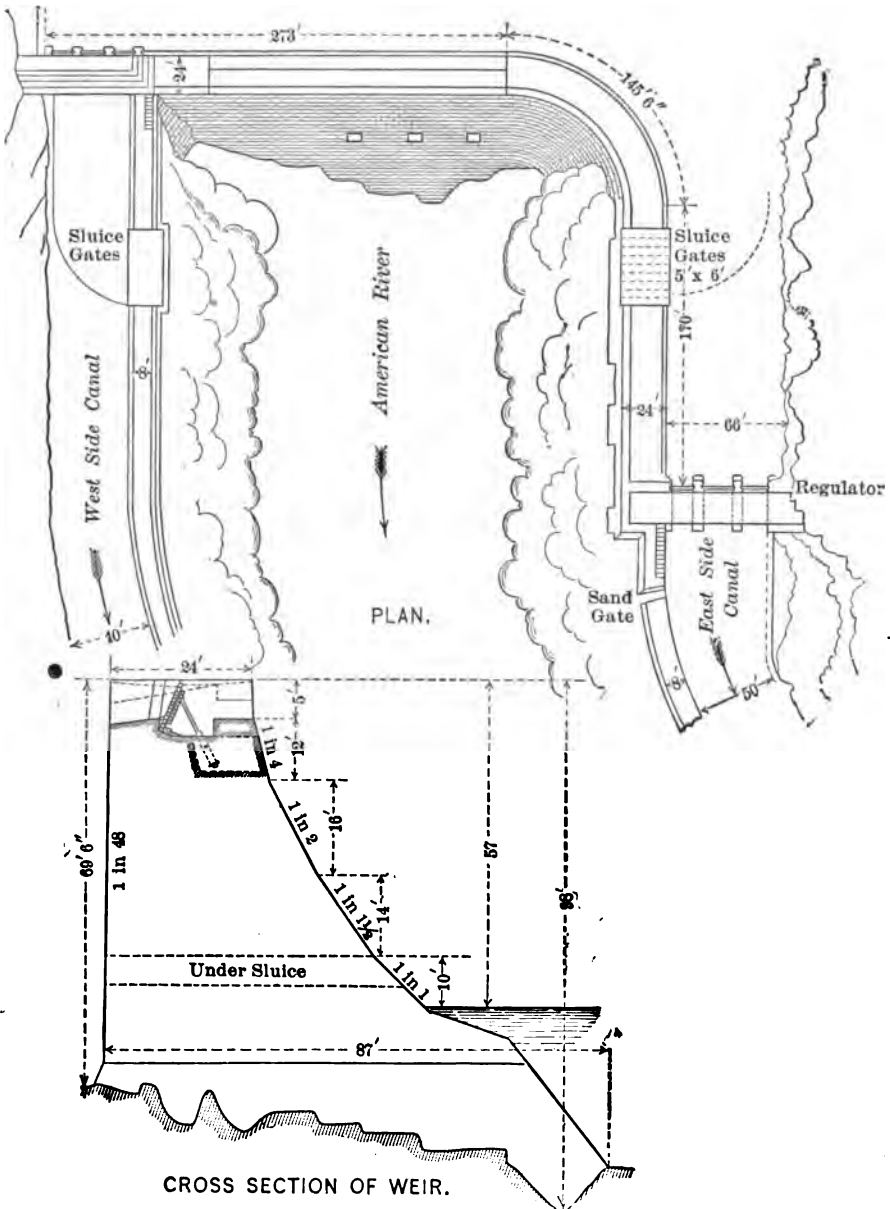 273'
24'
145'6"
Sluice
Gates
Sluice
Gates
5' x 6'
American River
170'
West Side Canal
8'
24'
66'
Regulator
East Side
Canal
Sand
Gate
PLAN.
40'
8'
50'
24'
5'
1 in 4
12'
1 in 2
16'
69'6"
1 in 48
57
1 in 1½
14'
Under Sluice
1 in 1
10'
87'
CROSS SECTION OF WEIR.